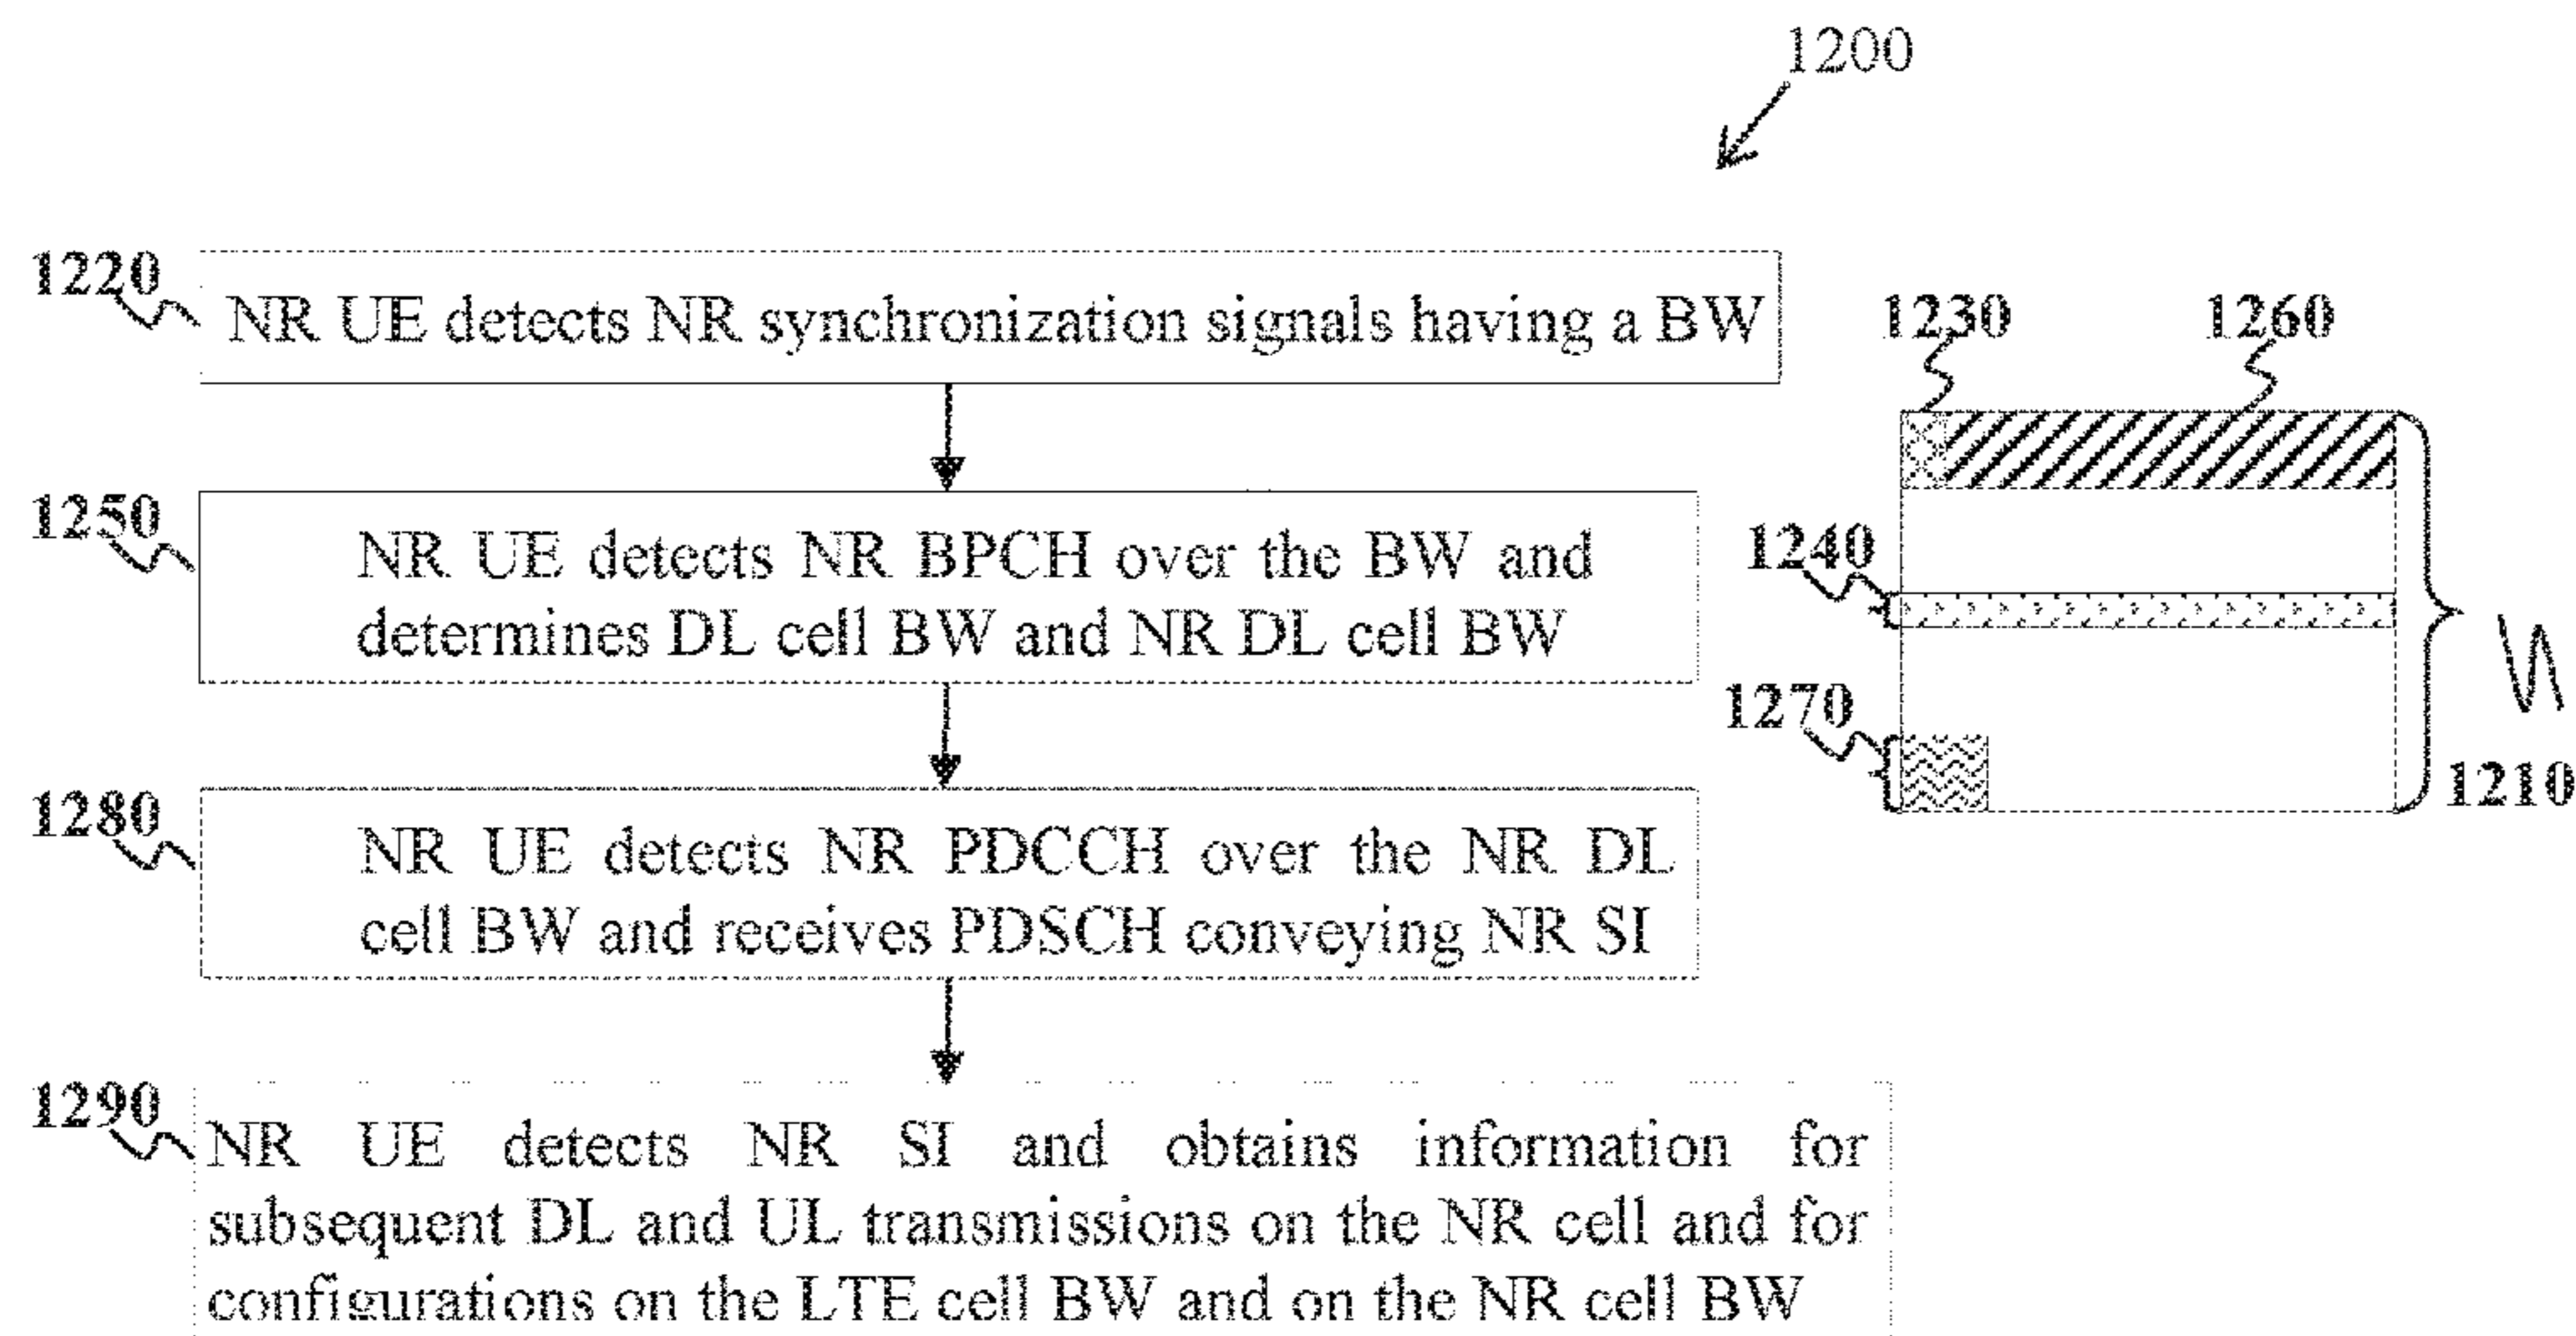 1200
1220
NR UE detects NR synchronization signals having a BW
1230
1260
1250
NR UE detects NR BPCH over the BW and
determines DL cell BW and NR DL cell BW
1240
1270
1210
1280
NR UE detects NR PDCCH over the NR DL
cell BW and receives PDSCH conveying NR SI
1290
NR UE detects NR SI and obtains information for
subsequent DL and UL transmissions on the NR cell and for
configurations on the LTE cell BW and on the NR cell BW